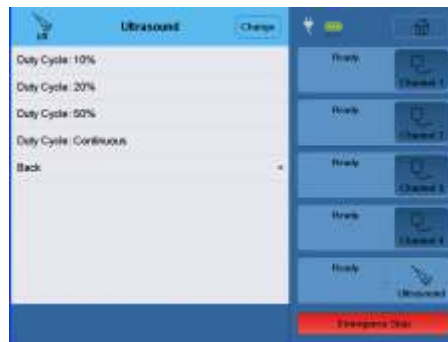 US
Ultrasound
Change
Duty Cycle: 10%
Duty Cycle: 20%
Duty Cycle: 50%
Duty Cycle: Continuous
Back
Ready
Channel 1
Ready
Channel 2
Ready
Channel 3
Ready
Channel 4
Ready
Ultrasound
Emergency Stop